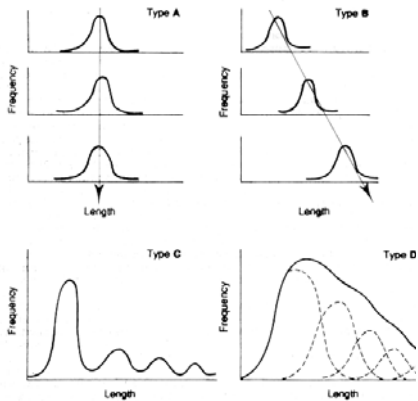 Type A
Frequency
Length
Type B
Frequency
Length
Type C
Frequency
Length
Type D
Frequency
Length